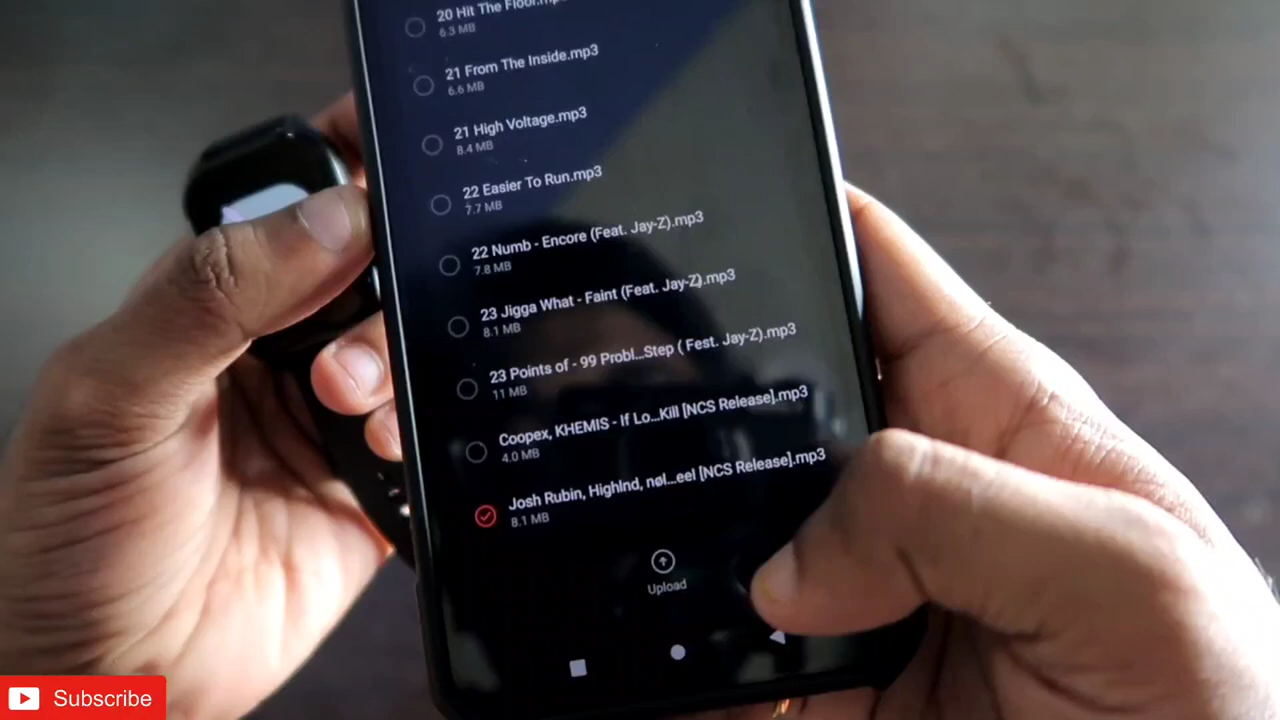 20 Hit The Floor.mp3
6.3 MB
21 From The Inside.mp3
6.6 MB
21 High Voltage.mp3
8.4 MB
22 Easier To Run.mp3
7.7 MB
22 Numb - Encore (Feat. Jay-Z).mp3
7.8 MB
23 Jigga What - Faint (Feat. Jay-Z).mp3
8.1 MB
23 Points of - 99 Probl...Step ( Fest. Jay-Z).mp3
11 MB
Coopex, KHEMIS - If Lo...Kill [NCS Release].mp3
4.0 MB
Josh Rubin, Highlnd, nøl...eel [NCS Release].mp3
8.1 MB
Upload
Subscribe